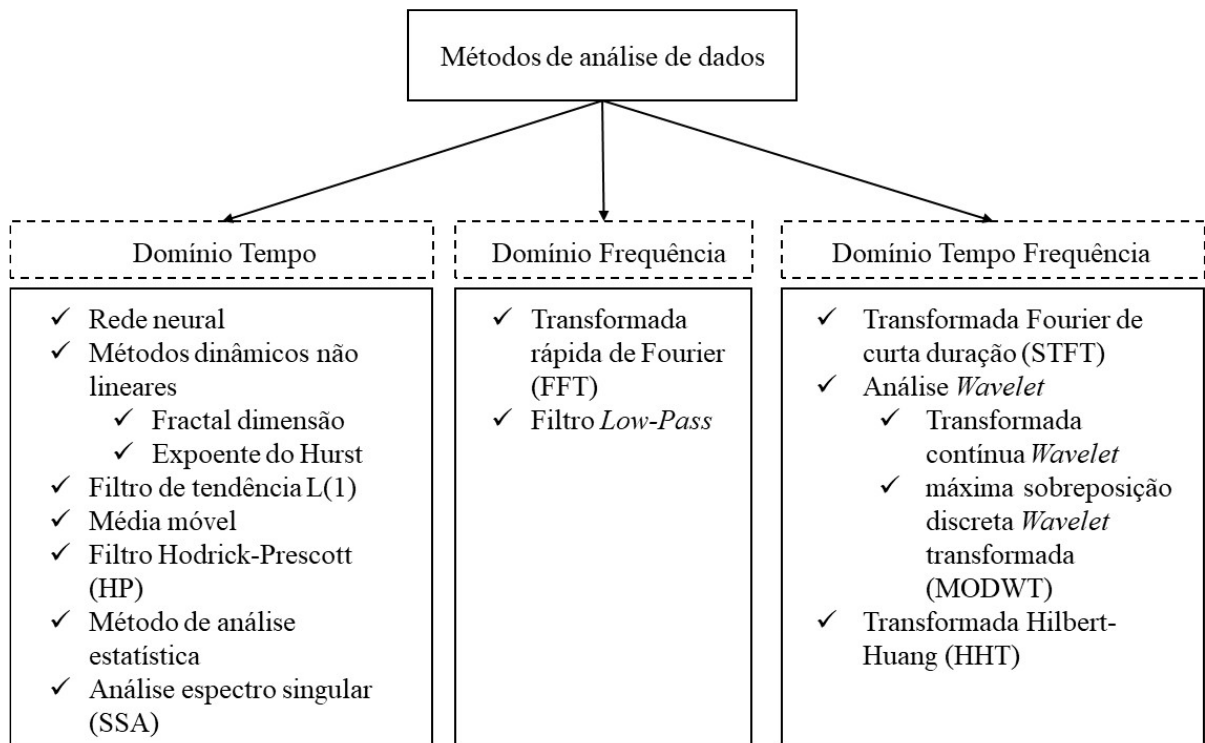 Métodos de análise de dados
Domínio Tempo
✓ Rede neural
✓ Métodos dinâmicos não
lineares
✓ Fractal dimensão
✓ Expoente do Hurst
✓ Filtro de tendência L(1)
✓ Média móvel
✓ Filtro Hodrick-Prescott
(HP)
✓ Método de análise
estatística
✓ Análise espectro singular
(SSA)
Domínio Frequência
✓ Transformada
rápida de Fourier
(FFT)
✓ Filtro Low-Pass
Domínio Tempo Frequência
✓ Transformada Fourier de
curta duração (STFT)
✓ Análise Wavelet
✓ Transformada
contínua Wavelet
✓ máxima sobreposição
discreta Wavelet
transformada
(MODWT)
✓ Transformada Hilbert-
Huang (HHT)